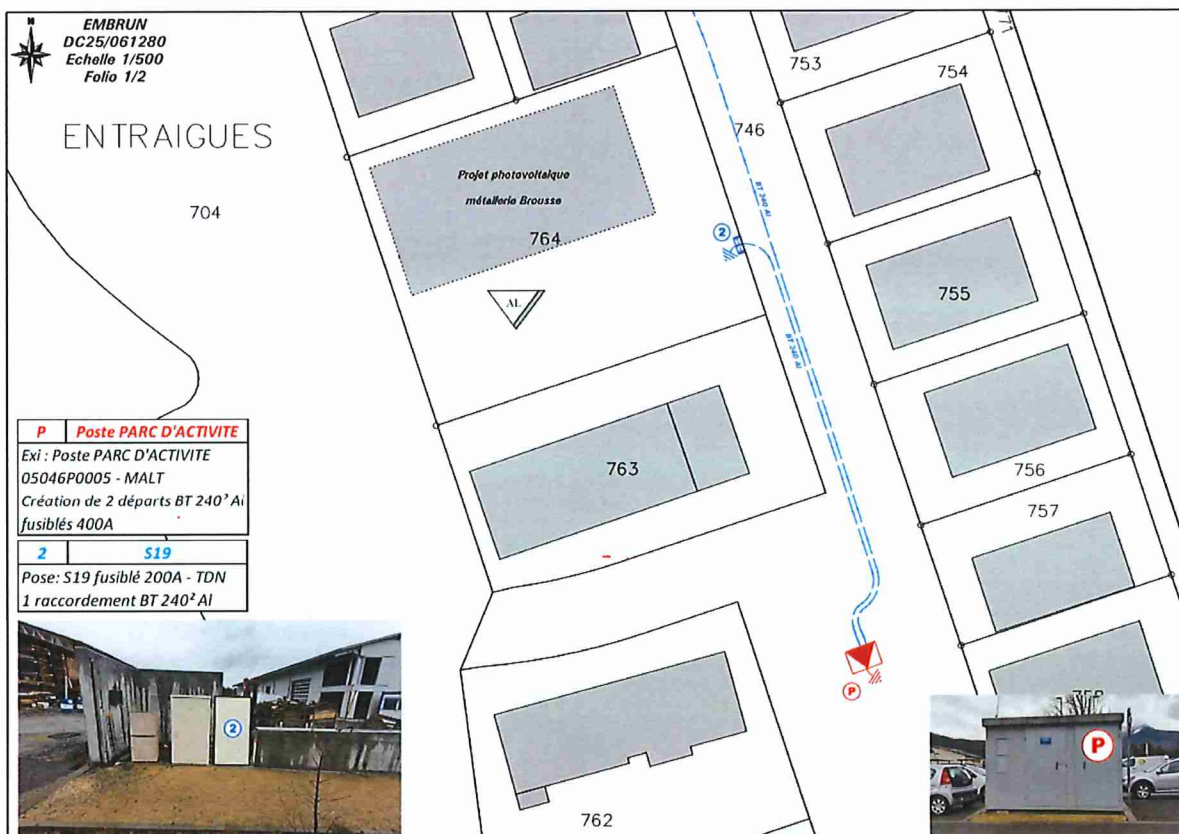 N
EMBRUN
DC25/061280
Echelle 1/500
Folio 1/2
ENTRAIGUES
704
771
753
754
746
Projet photovoltaïque
métallerie Brousse
764
BT 240 Al
2
755
AL
BT 240 Al
763
756
757
P Poste PARC D'ACTIVITE
Exi : Poste PARC D'ACTIVITE
05046P0005 - MALT
Création de 2 départs BT 240² Al
fusiblés 400A
2 S19
Pose: S19 fusiblé 200A - TDN
1 raccordement BT 240² Al
2
P
P
762